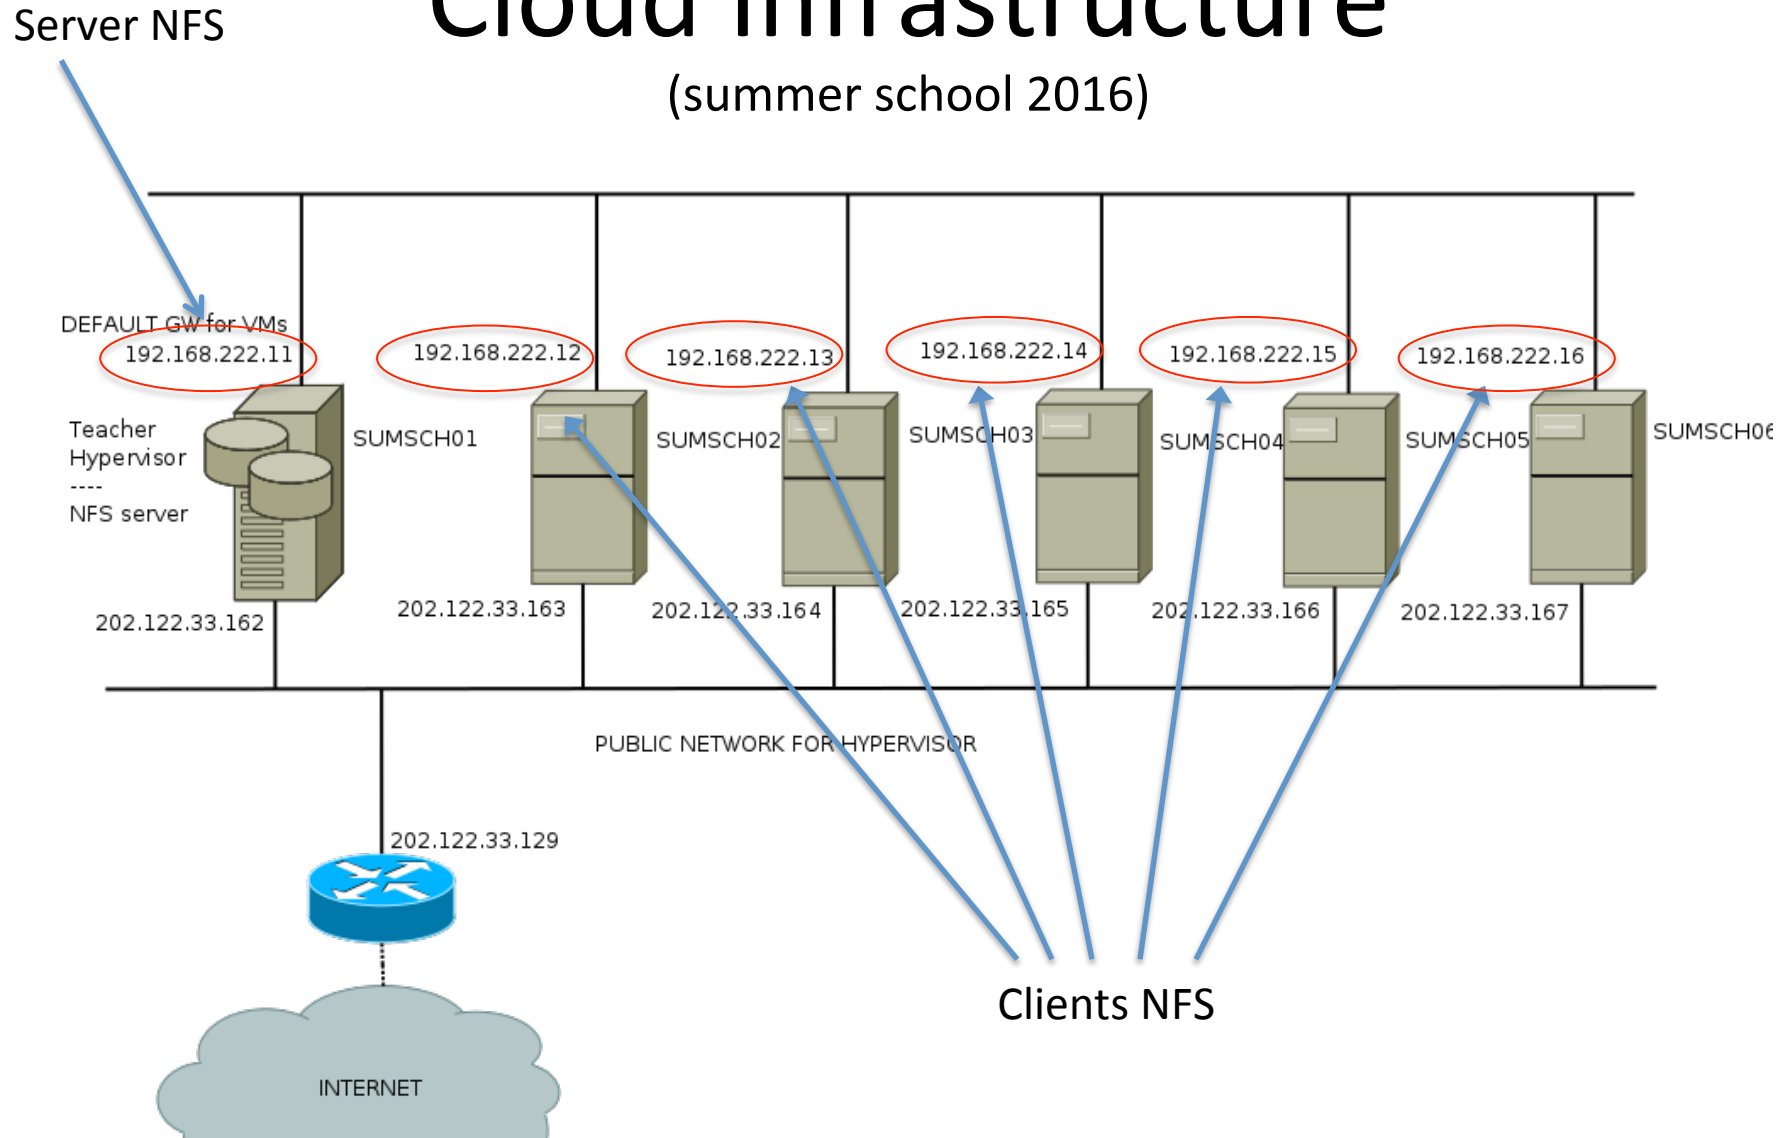 Server NFS
Cloud Infrastructure
(summer school 2016)
DEFAULT GW for VMs
192.168.222.11
192.168.222.12
192.168.222.13
192.168.222.14
192.168.222.15
192.168.222.16
Teacher
Hypervisor
----
NFS server
SUMSCH01
SUMSCH02
SUMSCH03
SUMSCH04
SUMSCH05
SUMSCH06
202.122.33.162
202.122.33.163
202.122.33.164
202.122.33.165
202.122.33.166
202.122.33.167
PUBLIC NETWORK FOR HYPERVISOR
202.122.33.129
Clients NFS
INTERNET